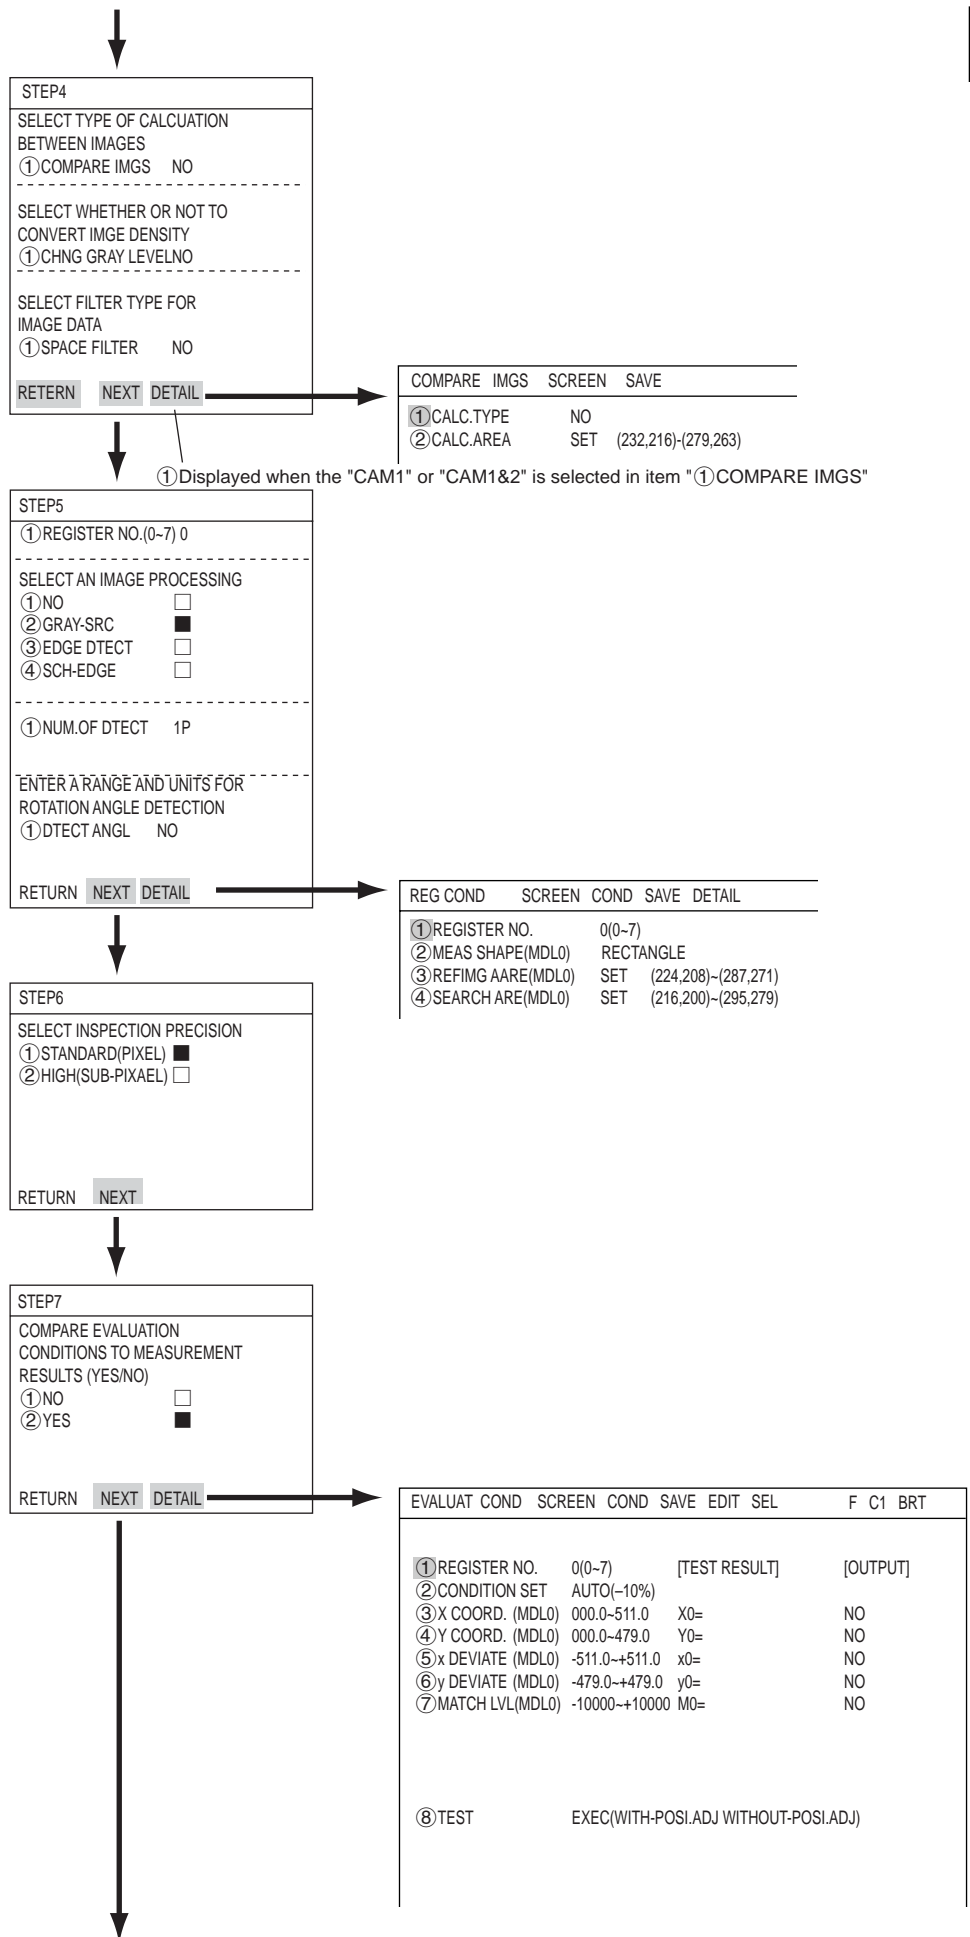 STEP4
SELECT TYPE OF CALCUATION
BETWEEN IMAGES
①COMPARE IMGS NO
SELECT WHETHER OR NOT TO
CONVERT IMGE DENSITY
①CHNG GRAY LEVELNO
SELECT FILTER TYPE FOR
IMAGE DATA
①SPACE FILTER NO
RETERN NEXT DETAIL
COMPARE IMGS SCREEN SAVE
①CALC.TYPE NO
②CALC.AREA SET (232,216)-(279,263)
①Displayed when the "CAM1" or "CAM1&2" is selected in item "①COMPARE IMGS"
STEP5
①REGISTER NO.(0~7) 0
SELECT AN IMAGE PROCESSING
①NO □
②GRAY-SRC ■
③EDGE DTECT □
④SCH-EDGE □
①NUM.OF DTECT 1P
ENTER A RANGE AND UNITS FOR
ROTATION ANGLE DETECTION
①DTECT ANGL NO
RETURN NEXT DETAIL
REG COND SCREEN COND SAVE DETAIL
①REGISTER NO. 0(0~7)
②MEAS SHAPE(MDL0) RECTANGLE
③REFIMG AARE(MDL0) SET (224,208)~(287,271)
④SEARCH ARE(MDL0) SET (216,200)~(295,279)
STEP6
SELECT INSPECTION PRECISION
①STANDARD(PIXEL) ■
②HIGH(SUB-PIXAEL) □
RETURN NEXT
STEP7
COMPARE EVALUATION
CONDITIONS TO MEASUREMENT
RESULTS (YES/NO)
①NO □
②YES ■
RETURN NEXT DETAIL
EVALUAT COND SCREEN COND SAVE EDIT SEL F C1 BRT
①REGISTER NO. 0(0~7) [TEST RESULT] [OUTPUT]
②CONDITION SET AUTO(–10%)
③X COORD. (MDL0) 000.0~511.0 X0= NO
④Y COORD. (MDL0) 000.0~479.0 Y0= NO
⑤x DEVIATE (MDL0) -511.0~+511.0 x0= NO
⑥y DEVIATE (MDL0) -479.0~+479.0 y0= NO
⑦MATCH LVL(MDL0) -10000~+10000 M0= NO
⑧TEST EXEC(WITH-POSI.ADJ WITHOUT-POSI.ADJ)